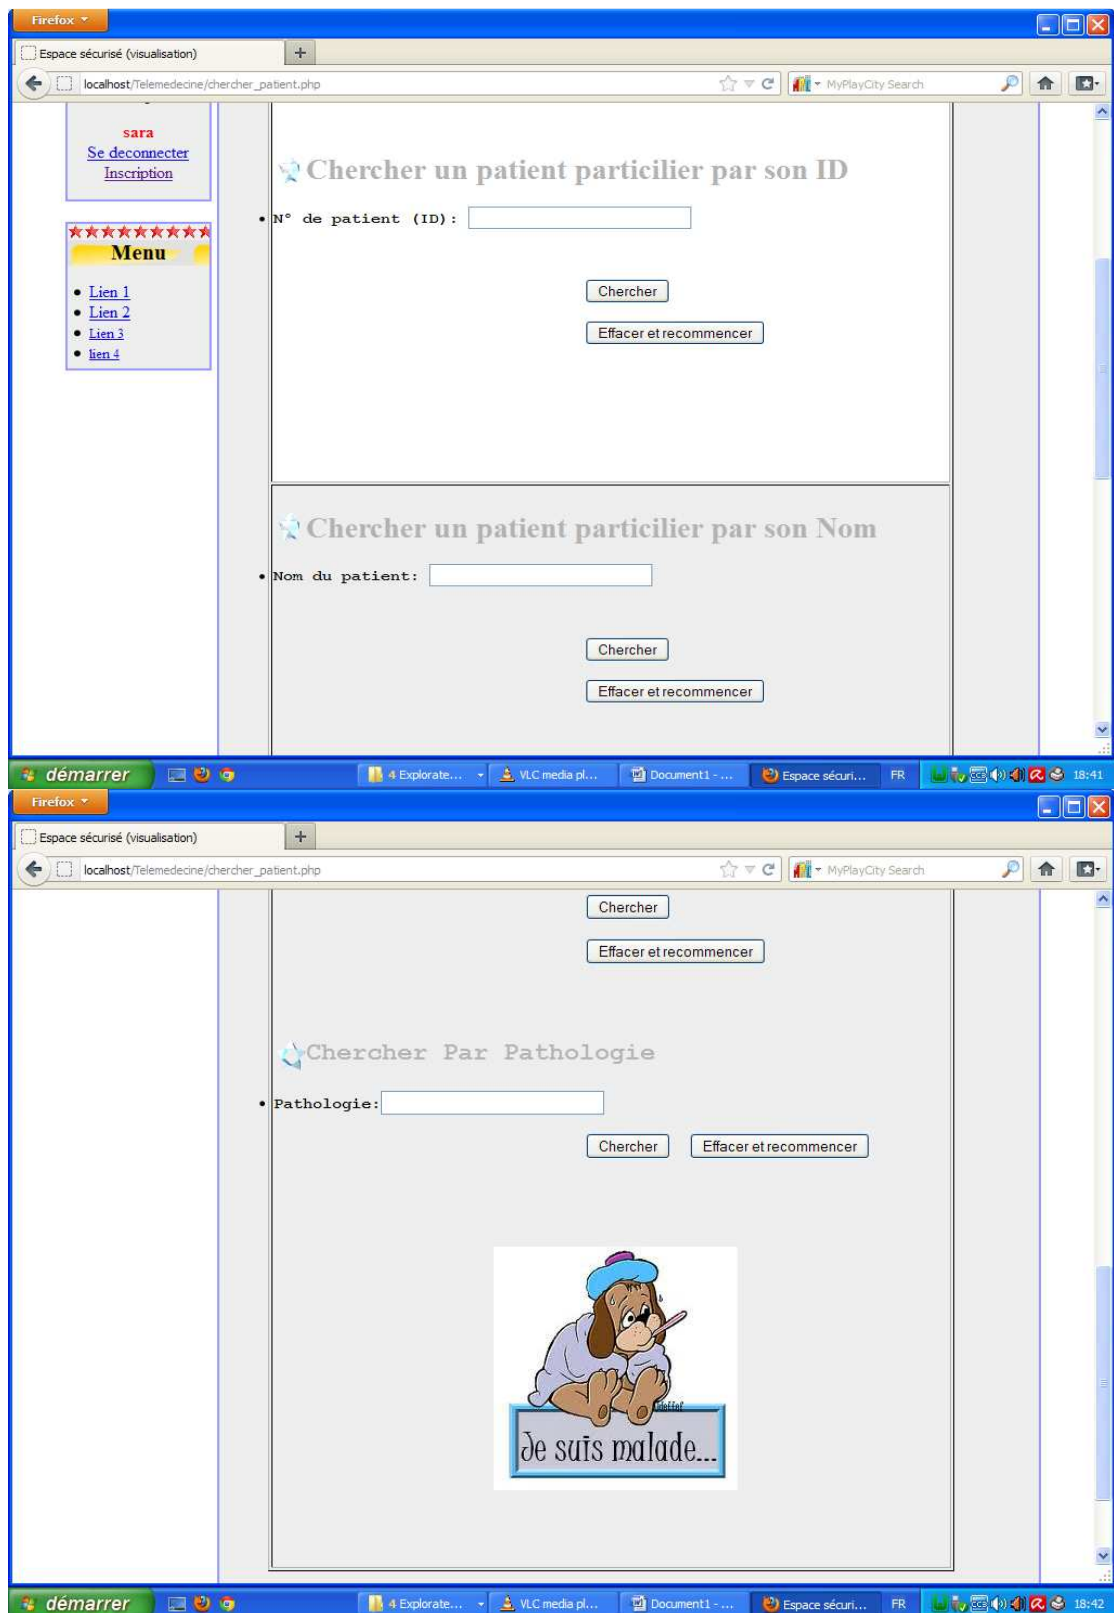 Firefox
Espace sécurisé (visualisation)
localhost/Telemedecine/chercher_patient.php
MyPlayCity Search
sara
Se deconnecter
Inscription
Menu
Lien 1
Lien 2
Lien 3
lien 4
Chercher un patient particilier par son ID
N° de patient (ID):
Chercher
Effacer et recommencer
Chercher un patient particilier par son Nom
Nom du patient:
Chercher
Effacer et recommencer
démarrer
4 Explorate...
VLC media pl...
Document1 - ...
Espace sécuri...
FR
18:41
Firefox
Espace sécurisé (visualisation)
localhost/Telemedecine/chercher_patient.php
MyPlayCity Search
Chercher
Effacer et recommencer
Chercher Par Pathologie
Pathologie:
Chercher Effacer et recommencer
Je suis malade...
démarrer
4 Explorate...
VLC media pl...
Document1 - ...
Espace sécuri...
FR
18:42